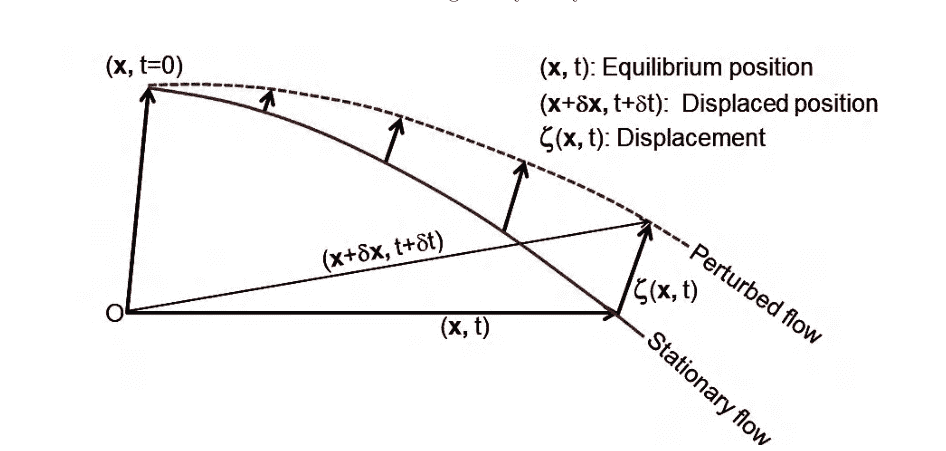 (x, t=0)
(x, t): Equilibrium position
(x+δx, t+δt): Displaced position
ζ(x, t): Displacement
(x+δx, t+δt)
ζ(x, t)
Perturbed flow
O
(x, t)
Stationary flow